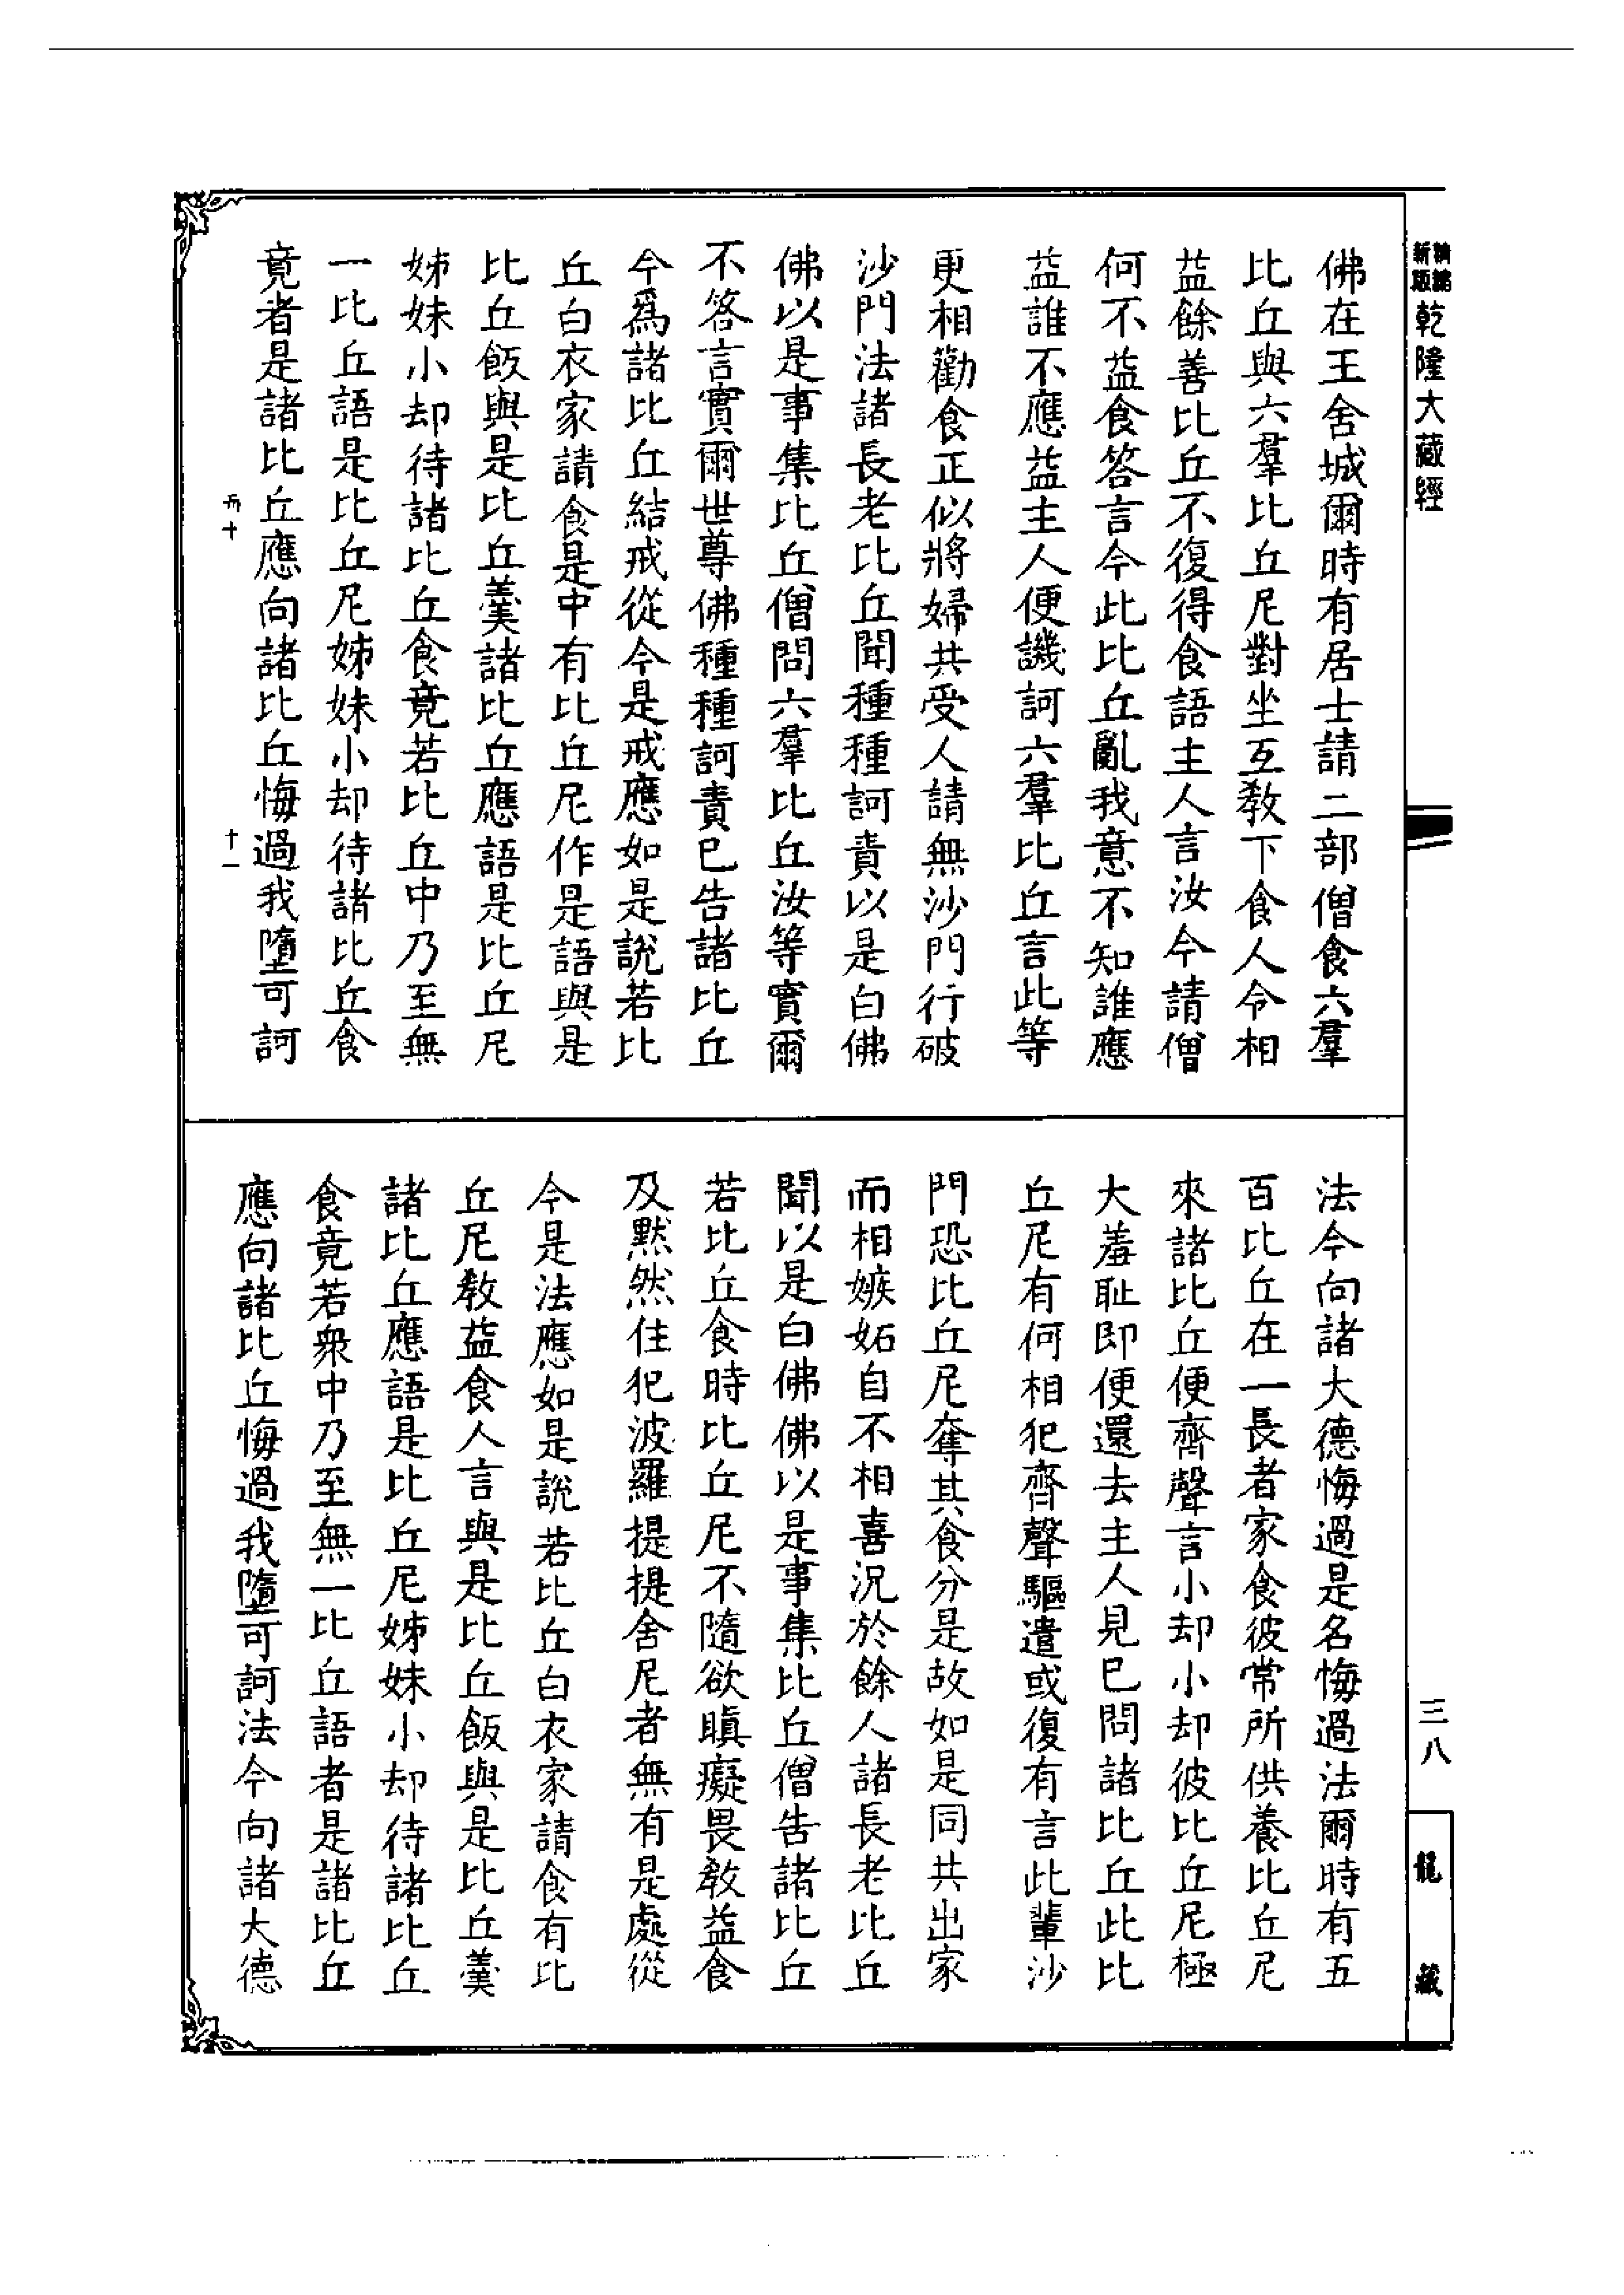 新版精縮乾隆大藏經
三八
龍藏
佛在王舍城爾時有居士請二部僧食六羣
比丘與六羣比丘尼對坐互敎下食人令相
益餘善比丘不復得食語主人言汝今請僧
何不益食答言今此比丘亂我意不知誰應
益誰不應益主人便譏訶六羣比丘言此等
更相勸食正似將婦共受人請無沙門行破
沙門法諸長老比丘聞種種訶責以是白佛
佛以是事集比丘僧問六羣比丘汝等實爾
不答言實爾世尊佛種種訶責已告諸比丘
今爲諸比丘結戒從今是戒應如是說若比
丘白衣家請食是中有比丘尼作是語與是
比丘飯與是比丘羹諸比丘應語是比丘尼
姊妹小却待諸比丘食竟若比丘中乃至無
一比丘語是比丘尼姊妹小却待諸比丘食
竟者是諸比丘應向諸比丘悔過我墮可訶
十一
法今向諸大德悔過是名悔過法爾時有五
百比丘在一長者家食彼常所供養比丘尼
來諸比丘便齊聲言小却小却彼比丘尼極
大羞恥即便還去主人見已問諸比丘此比
丘尼有何相犯齊聲驅遣或復有言此輩沙
門恐比丘尼奪其食分是故如是同共出家
而相嫉妬自不相喜況於餘人諸長老比丘
聞以是白佛佛以是事集比丘僧告諸比丘
若比丘食時比丘尼不隨欲瞋癡畏敎益食
及默然住犯波羅提提舍尼者無有是處從
今是法應如是說若比丘白衣家請食有比
丘尼敎益食人言與是比丘飯與是比丘羹
諸比丘應語是比丘尼姊妹小却待諸比丘
食竟若衆中乃至無一比丘語者是諸比丘
應向諸比丘悔過我墮可訶法今向諸大德